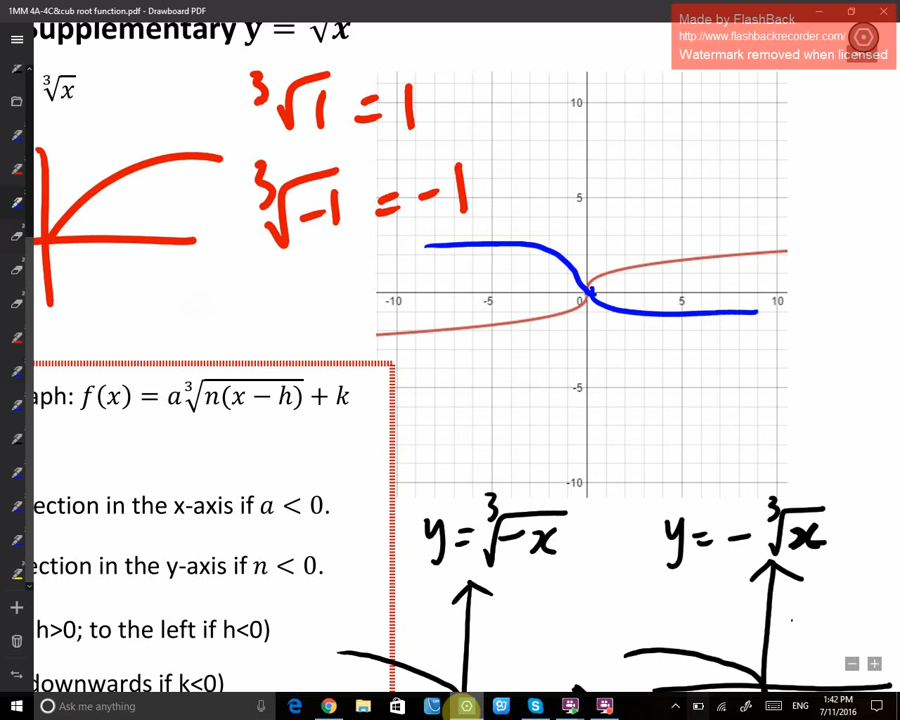 1MM 4A-4C&cub root function.pdf - Drawboard PDF
Made by FlashBack
http://www.flashbackrecorder.com/
Watermark removed when licensed
Supplementary y = √x
∛x
∛1 = 1
∛-1 = -1
10
5
-10 -5 0 5 10
-5
-10
aph: f(x) = a∛n(x − h) + k
ection in the x-axis if a < 0.
ection in the y-axis if n < 0.
h>0; to the left if h<0)
downwards if k<0)
y = ∛-x
y = - ∛x
Ask me anything
ENG
1:42 PM
7/11/2016